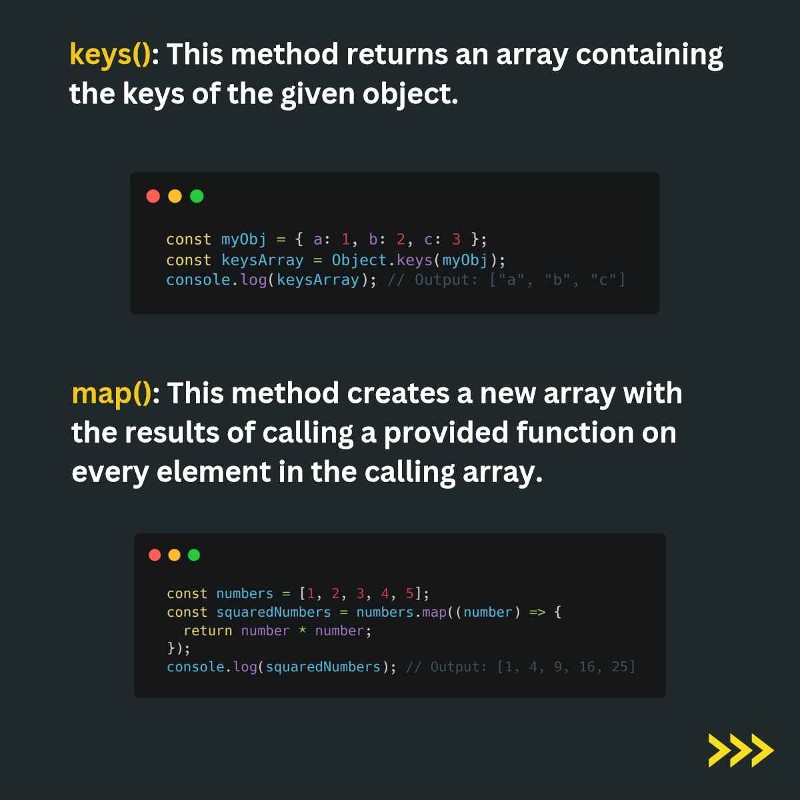 keys(): This method returns an array containing
the keys of the given object.
const myObj = { a: 1, b: 2, c: 3 };
const keysArray = Object.keys(myObj);
console.log(keysArray); // Output: ["a", "b", "c"]
map(): This method creates a new array with
the results of calling a provided function on
every element in the calling array.
const numbers = [1, 2, 3, 4, 5];
const squaredNumbers = numbers.map((number) => {
  return number * number;
});
console.log(squaredNumbers); // Output: [1, 4, 9, 16, 25]